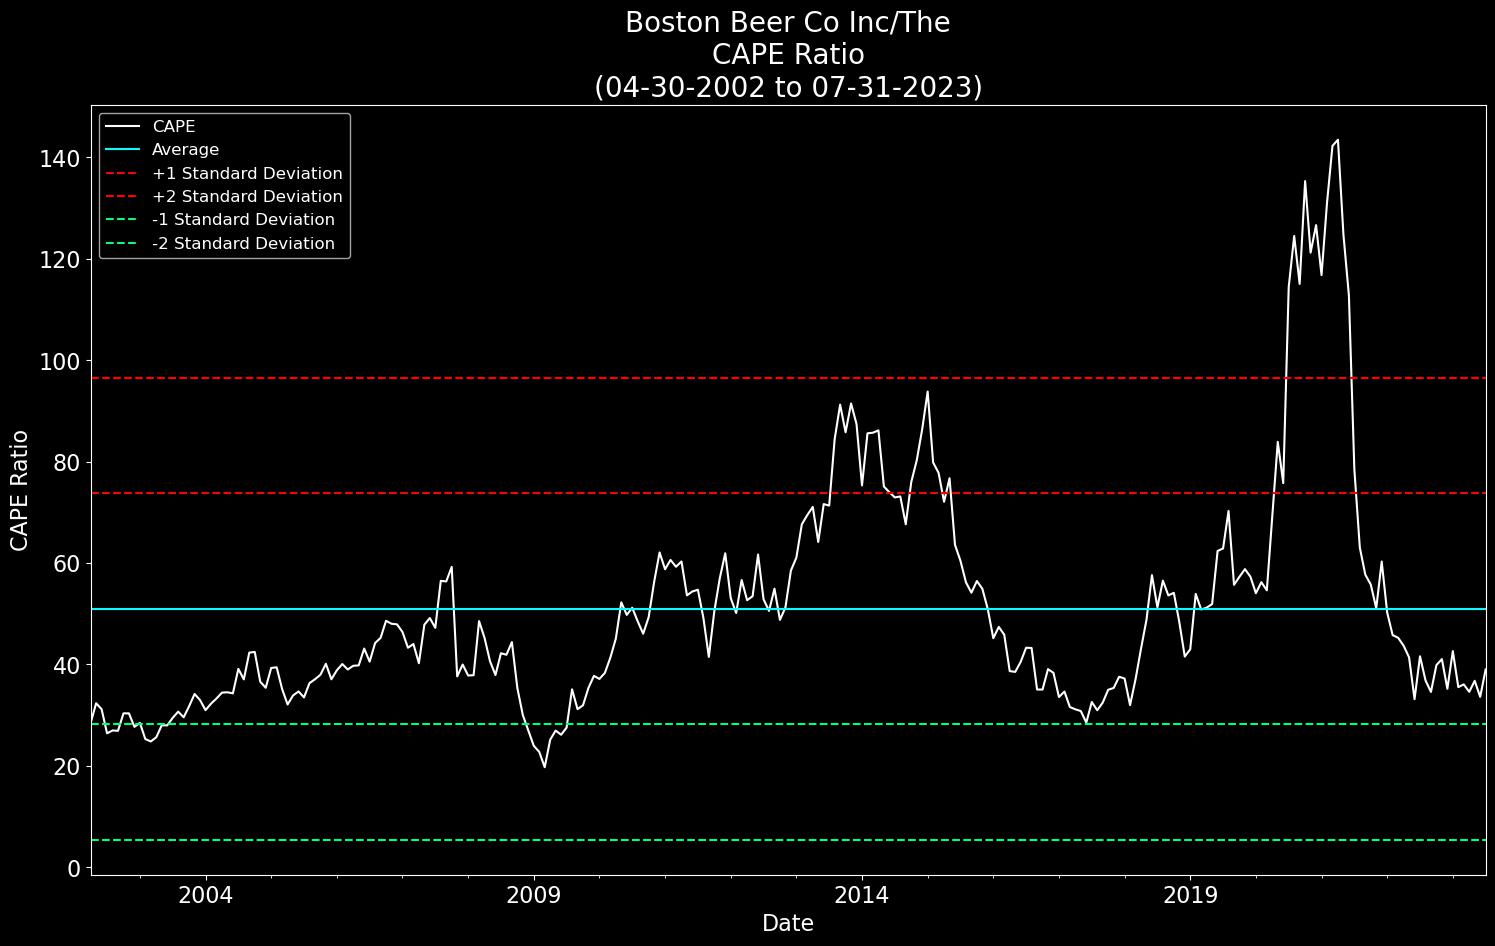 Boston Beer Co Inc/The
CAPE Ratio
(04-30-2002 to 07-31-2023)
CAPE
Average
+1 Standard Deviation
+2 Standard Deviation
-1 Standard Deviation
-2 Standard Deviation
140
120
100
80
60
40
20
0
CAPE Ratio
2004
2009
2014
2019
Date